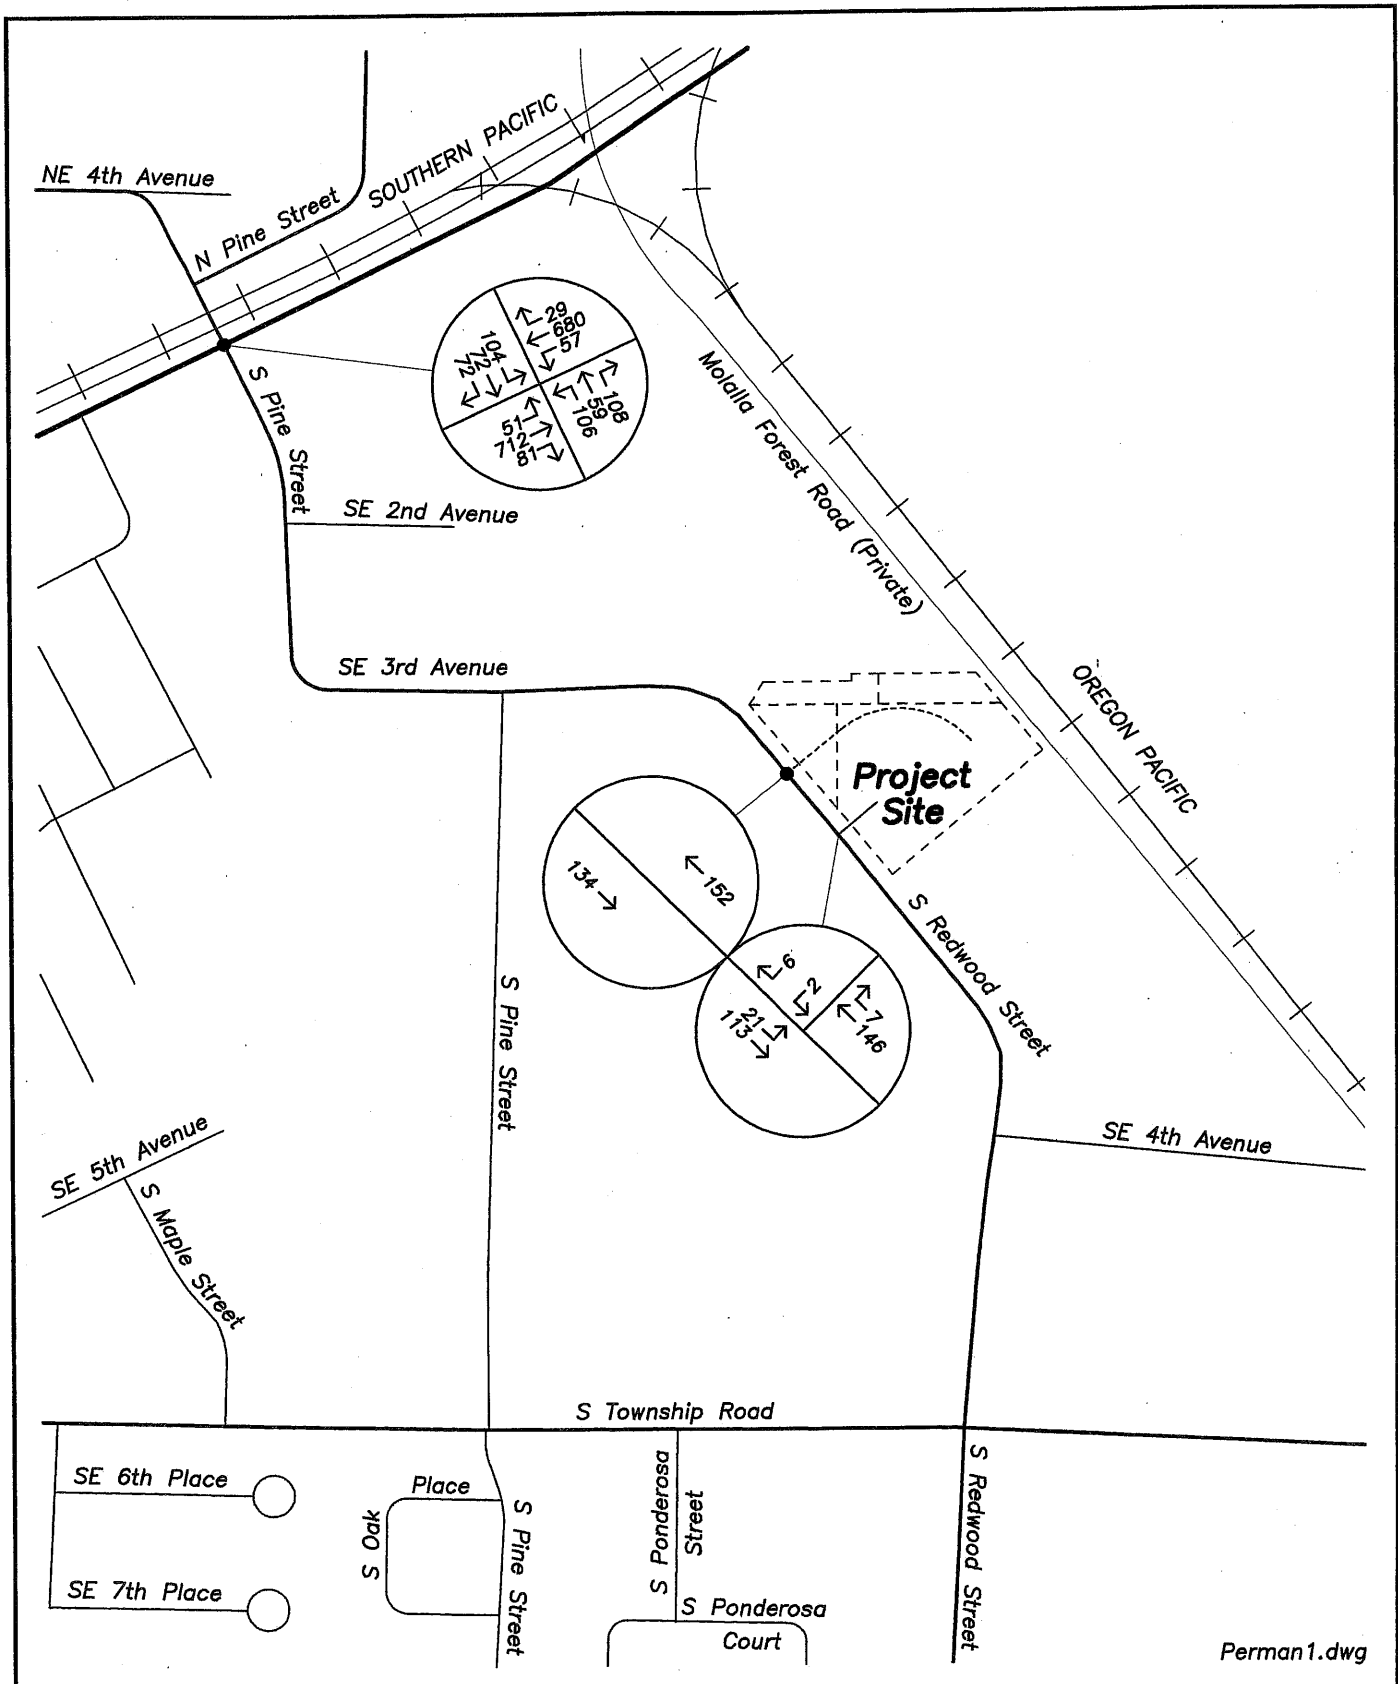 NE 4th Avenue
N Pine Street
SOUTHERN PACIFIC
29
680
57
104
72
72
108
59
106
51
712
81
S Pine Street
SE 2nd Avenue
Molalla Forest Road (Private)
SE 3rd Avenue
OREGON PACIFIC
Project
Site
134
152
S Redwood Street
6
2
7
146
21
113
S Pine Street
SE 4th Avenue
SE 5th Avenue
S Maple Street
S Township Road
SE 6th Place
Place
S Oak
S Pine Street
S Ponderosa
Street
S Redwood Street
SE 7th Place
S Ponderosa
Court
Perman1.dwg